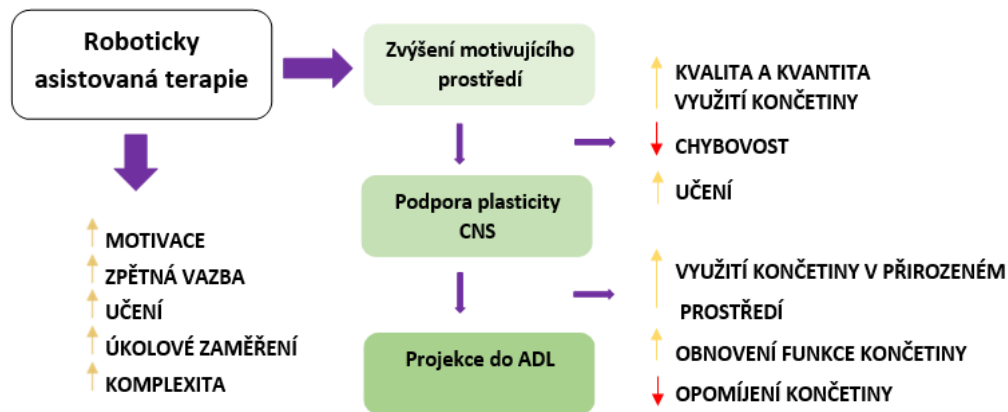 Roboticky
asistovaná terapie
Zvýšení motivujícího
prostředí
KVALITA A KVANTITA
VYUŽITÍ KONČETINY
CHYBOVOST
UČENÍ
Podpora plasticity
CNS
MOTIVACE
ZPĚTNÁ VAZBA
UČENÍ
ÚKOLOVÉ ZAMĚŘENÍ
KOMPLEXITA
VYUŽITÍ KONČETINY V PŘIROZENÉM
PROSTŘEDÍ
OBNOVENÍ FUNKCE KONČETINY
OPOMÍJENÍ KONČETINY
Projekce do ADL